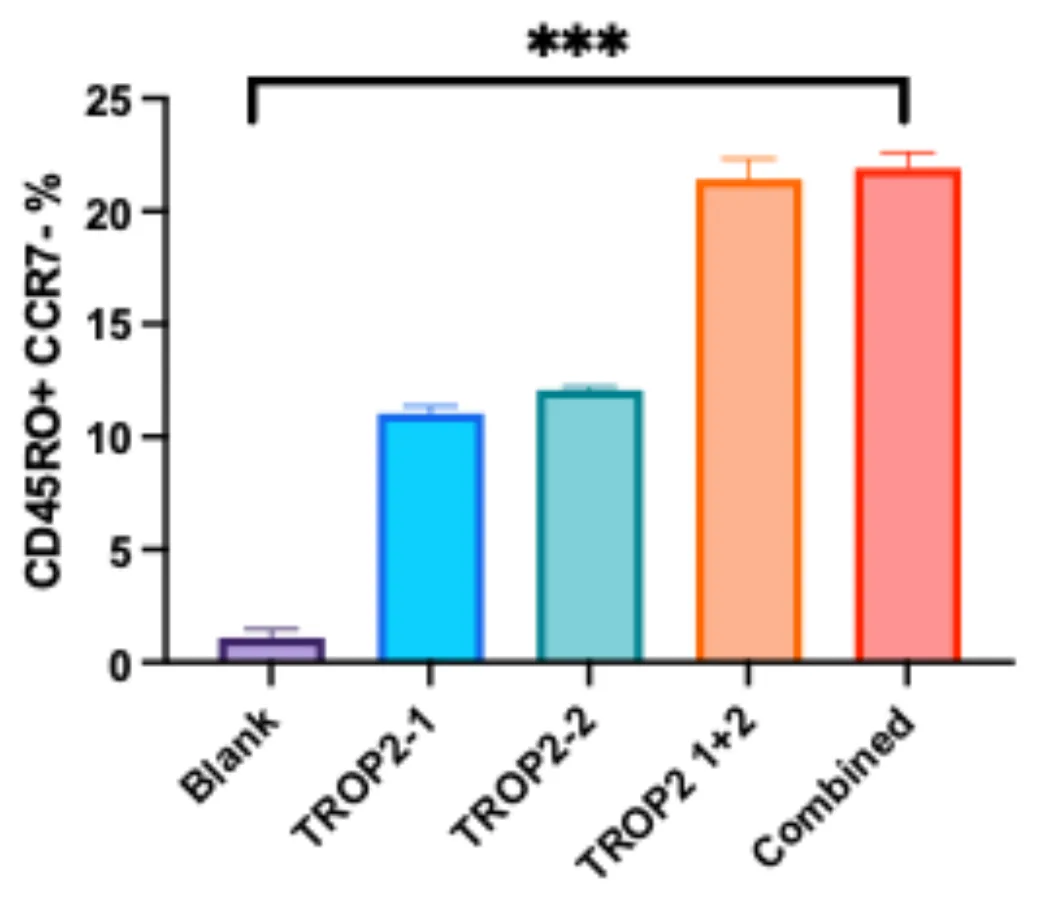 ***
25
20
15
10
5
0
CD45RO+ CCR7- %
Blank
TROP2-1
TROP2-2
TROP2 1+2
Combined